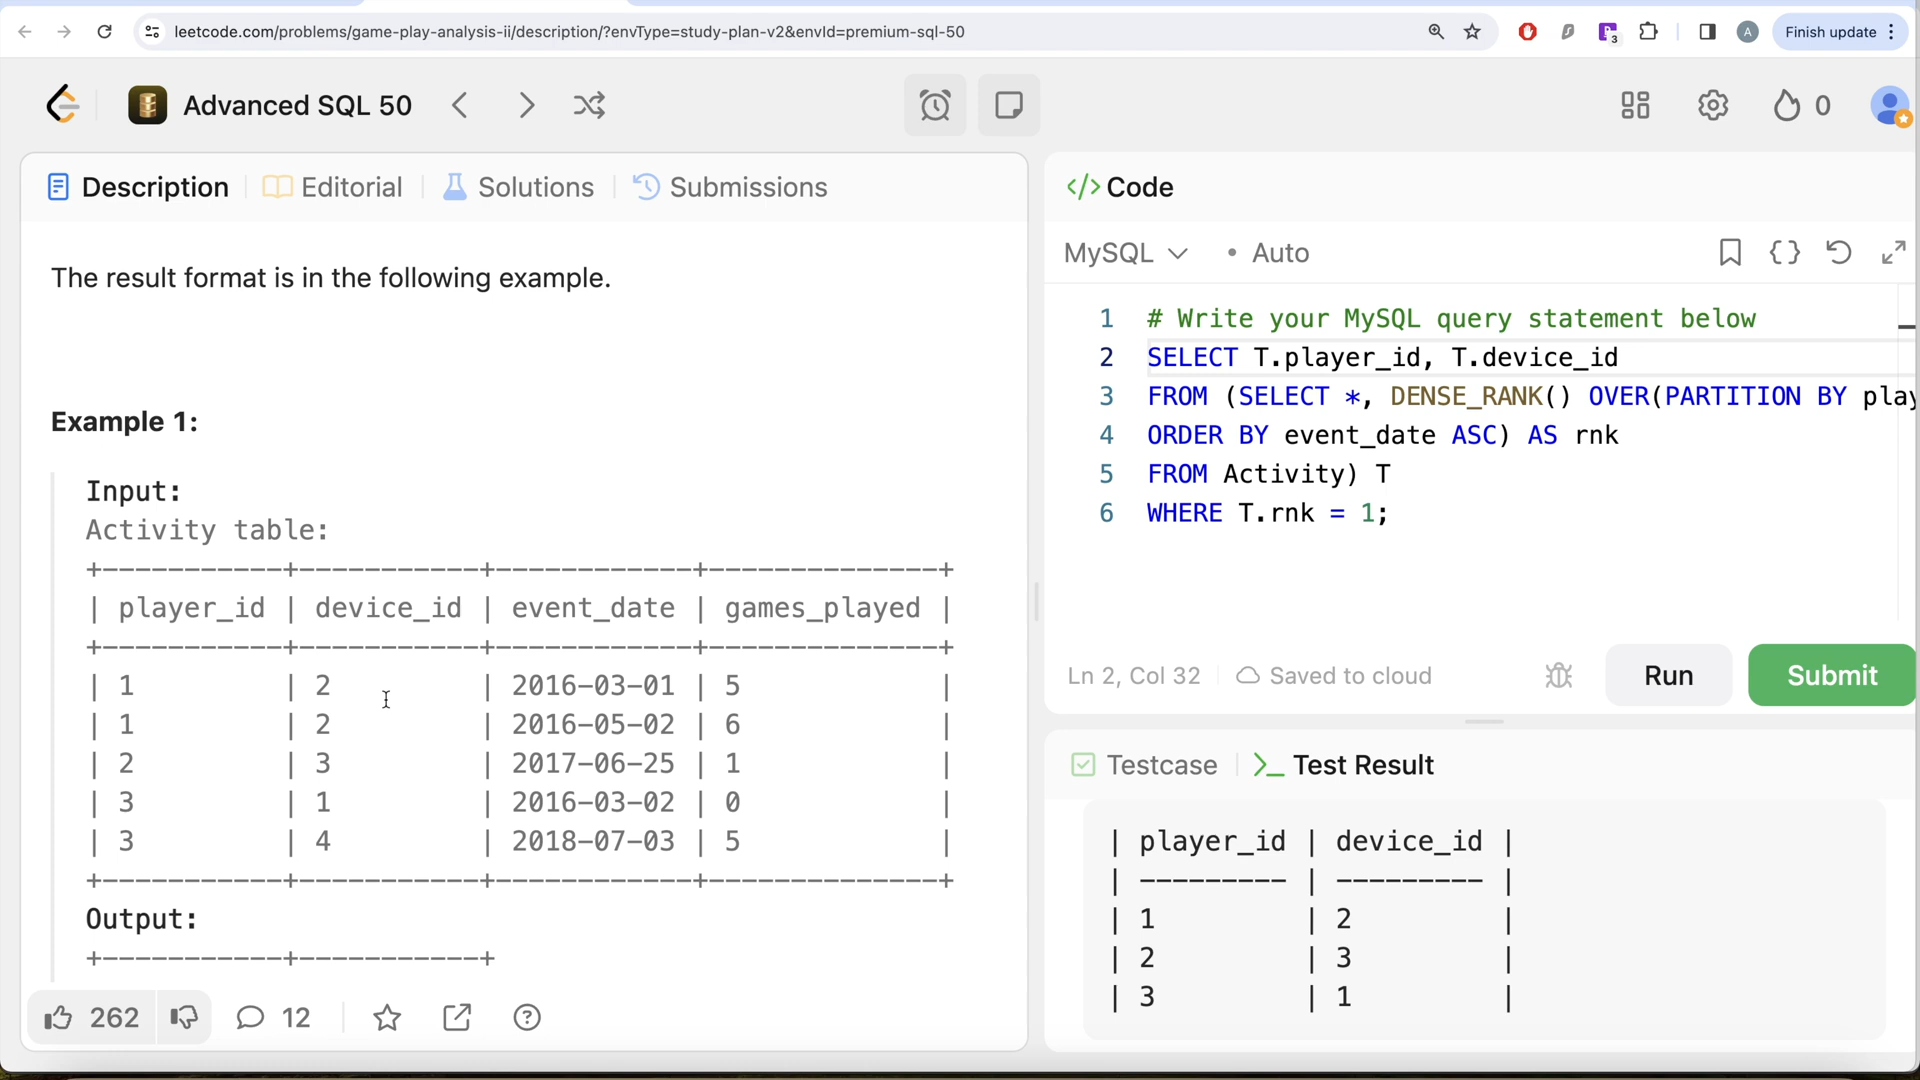 leetcode.com/problems/game-play-analysis-ii/description/?envType=study-plan-v2&envId=premium-sql-50
3
A
Finish update
Advanced SQL 50
0
Description
Editorial
Solutions
Submissions
The result format is in the following example.
Example 1:
Input:
Activity table:
+-----------+-----------+------------+--------------+
| player_id | device_id | event_date | games_played |
+-----------+-----------+------------+--------------+
| 1         | 2         | 2016-03-01 | 5            |
| 1         | 2         | 2016-05-02 | 6            |
| 2         | 3         | 2017-06-25 | 1            |
| 3         | 1         | 2016-03-02 | 0            |
| 3         | 4         | 2018-07-03 | 5            |
+-----------+-----------+------------+--------------+
Output:
+-----------+-----------+
262
12
</> Code
MySQL
• Auto
1 # Write your MySQL query statement below
2 SELECT T.player_id, T.device_id
3 FROM (SELECT *, DENSE_RANK() OVER(PARTITION BY play
4 ORDER BY event_date ASC) AS rnk
5 FROM Activity) T
6 WHERE T.rnk = 1;
Ln 2, Col 32
Saved to cloud
Run
Submit
Testcase
>_ Test Result
| player_id | device_id |
| --------- | --------- |
| 1         | 2         |
| 2         | 3         |
| 3         | 1         |